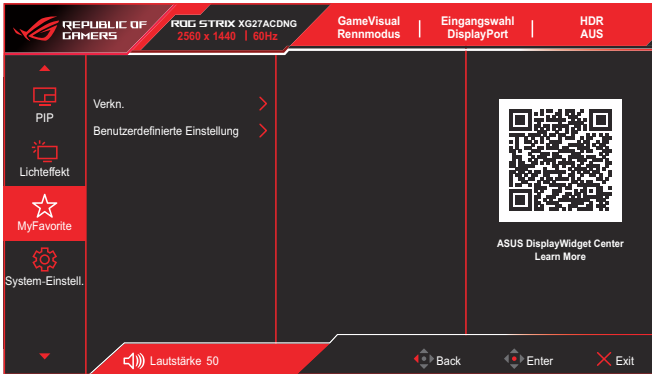 REPUBLIC OF
GAMERS
ROG STRIX XG27ACDNG
2560 x 1440 | 60Hz
GameVisual
Rennmodus
Eingangswahl
DisplayPort
HDR
AUS
PIP
Lichteffekt
MyFavorite
System-Einstell.
Verkn.
Benutzerdefinierte Einstellung
ASUS DisplayWidget Center
Learn More
Lautstärke 50
Back
Enter
Exit